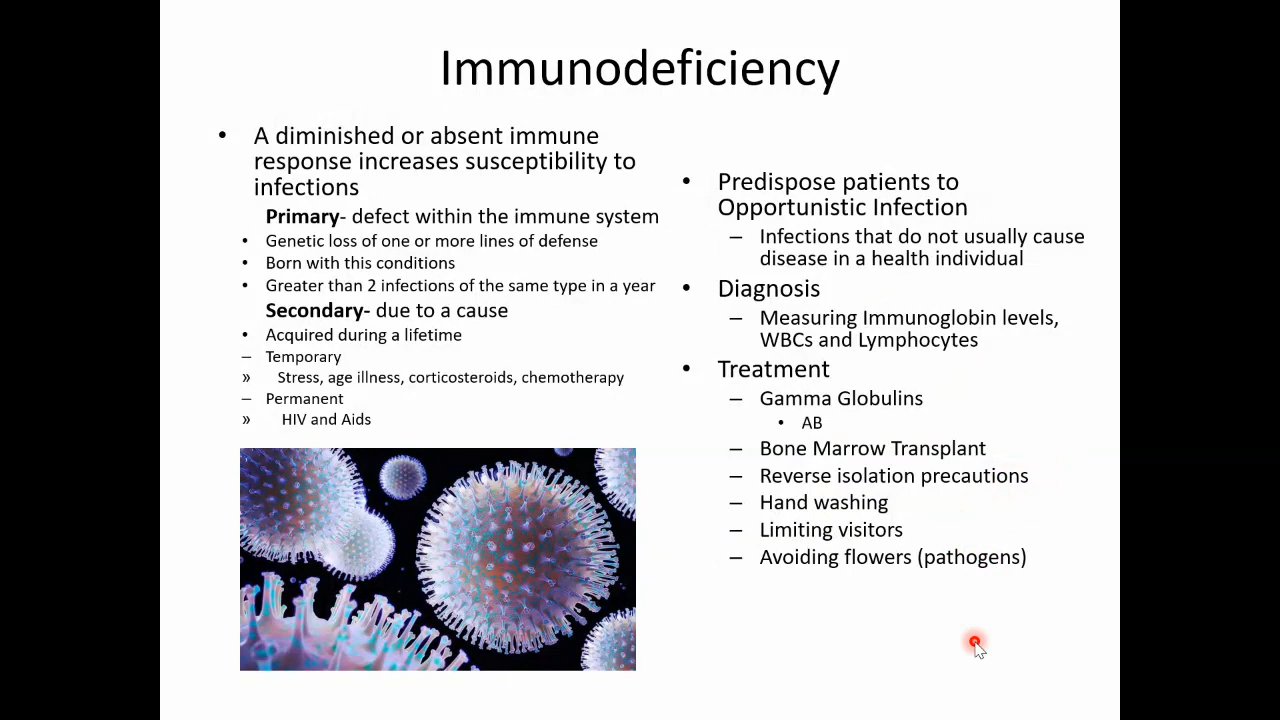 Immunodeficiency
• A diminished or absent immune
response increases susceptibility to
infections
Primary- defect within the immune system
• Genetic loss of one or more lines of defense
• Born with this conditions
• Greater than 2 infections of the same type in a year
Secondary- due to a cause
• Acquired during a lifetime
– Temporary
» Stress, age illness, corticosteroids, chemotherapy
– Permanent
» HIV and Aids
• Predispose patients to
Opportunistic Infection
– Infections that do not usually cause
disease in a health individual
• Diagnosis
– Measuring Immunoglobin levels,
WBCs and Lymphocytes
• Treatment
– Gamma Globulins
• AB
– Bone Marrow Transplant
– Reverse isolation precautions
– Hand washing
– Limiting visitors
– Avoiding flowers (pathogens)